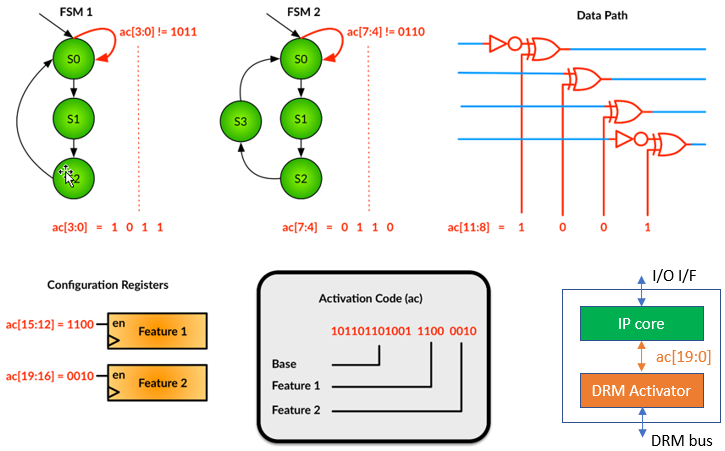 FSM 1
FSM 2
Data Path
ac[3:0] != 1011
ac[7:4] != 0110
S0
S1
S0
S3
S1
S2
ac[3:0] = 1 0 1 1
ac[7:4] = 0 1 1 0
ac[11:8] = 1 0 0 1
Configuration Registers
ac[15:12] = 1100
en
Feature 1
ac[19:16] = 0010
en
Feature 2
Activation Code (ac)
101101101001 1100 0010
Base
Feature 1
Feature 2
I/O I/F
IP core
ac[19:0]
DRM Activator
DRM bus